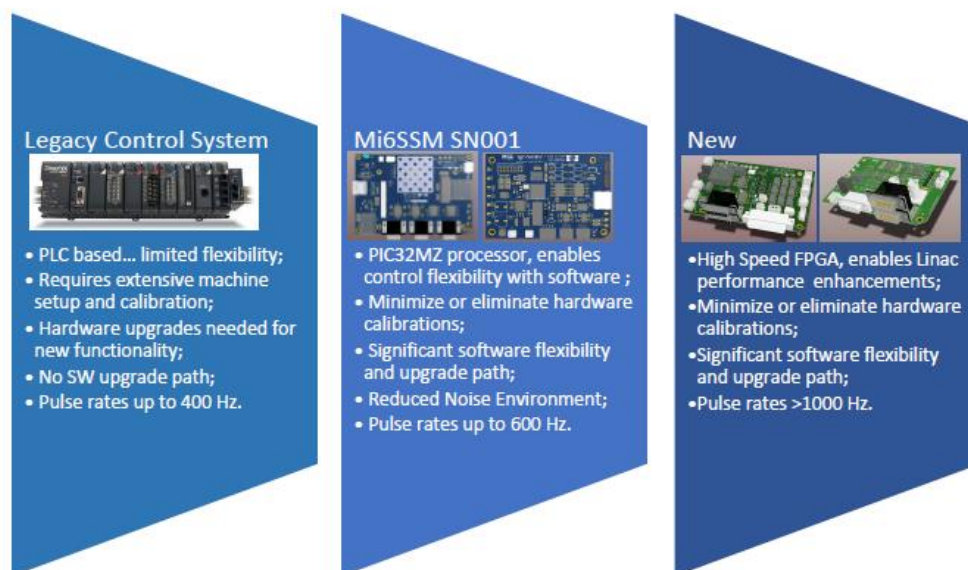 Legacy Control System
• PLC based... limited flexibility;
• Requires extensive machine
setup and calibration;
• Hardware upgrades needed for
new functionality;
• No SW upgrade path;
• Pulse rates up to 400 Hz.
Mi6SSM SN001
• PIC32MZ processor, enables
control flexibility with software ;
• Minimize or eliminate hardware
calibrations;
• Significant software flexibility
and upgrade path;
• Reduced Noise Environment;
• Pulse rates up to 600 Hz.
New
•High Speed FPGA, enables Linac
performance enhancements;
•Minimize or eliminate hardware
calibrations;
•Significant software flexibility
and upgrade path;
•Pulse rates >1000 Hz.